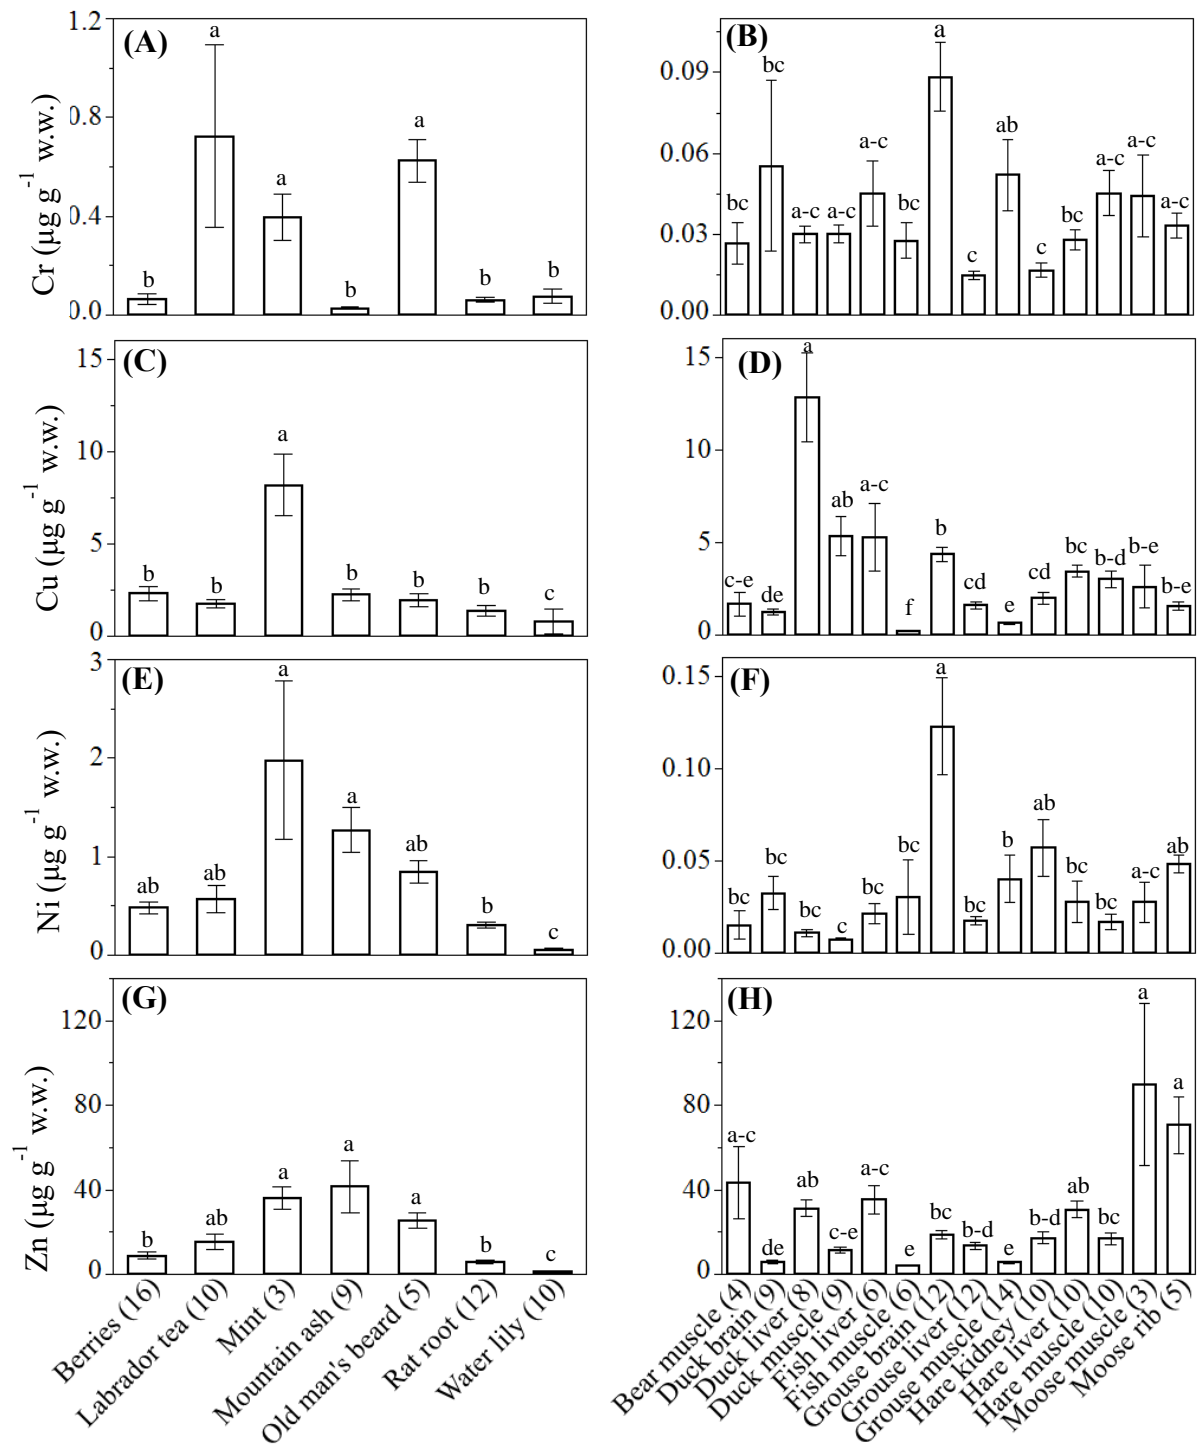 (A)
Cr (µg g⁻¹ w.w.)
1.2
0.8
0.4
0.0
b
a
a
b
a
b
b
(B)
0.09
0.06
0.03
0.00
bc
bc
a-c
a-c
a-c
bc
a
c
ab
c
bc
a-c
a-c
a-c
(C)
Cu (µg g⁻¹ w.w.)
15
10
5
0
b
b
a
b
b
b
c
(D)
15
10
5
0
c-e
de
a
ab
a-c
f
b
cd
e
cd
bc
b-d
b-e
b-e
(E)
Ni (µg g⁻¹ w.w.)
3
2
1
0
ab
ab
a
a
ab
b
c
(F)
0.15
0.10
0.05
0.00
bc
bc
bc
c
bc
bc
a
bc
b
ab
bc
bc
a-c
ab
(G)
Zn (µg g⁻¹ w.w.)
120
80
40
0
b
ab
a
a
a
b
c
(H)
120
80
40
0
a-c
de
ab
c-e
a-c
e
bc
b-d
e
b-d
ab
bc
a
a
Berries (16)
Labrador tea (10)
Mint (3)
Mountain ash (9)
Old man's beard (5)
Rat root (12)
Water lily (10)
Bear muscle (4)
Duck brain (9)
Duck liver (8)
Duck muscle (9)
Fish liver (6)
Fish muscle (6)
Grouse brain (12)
Grouse liver (12)
Grouse muscle (14)
Hare kidney (10)
Hare liver (10)
Hare muscle (10)
Moose muscle (3)
Moose rib (5)